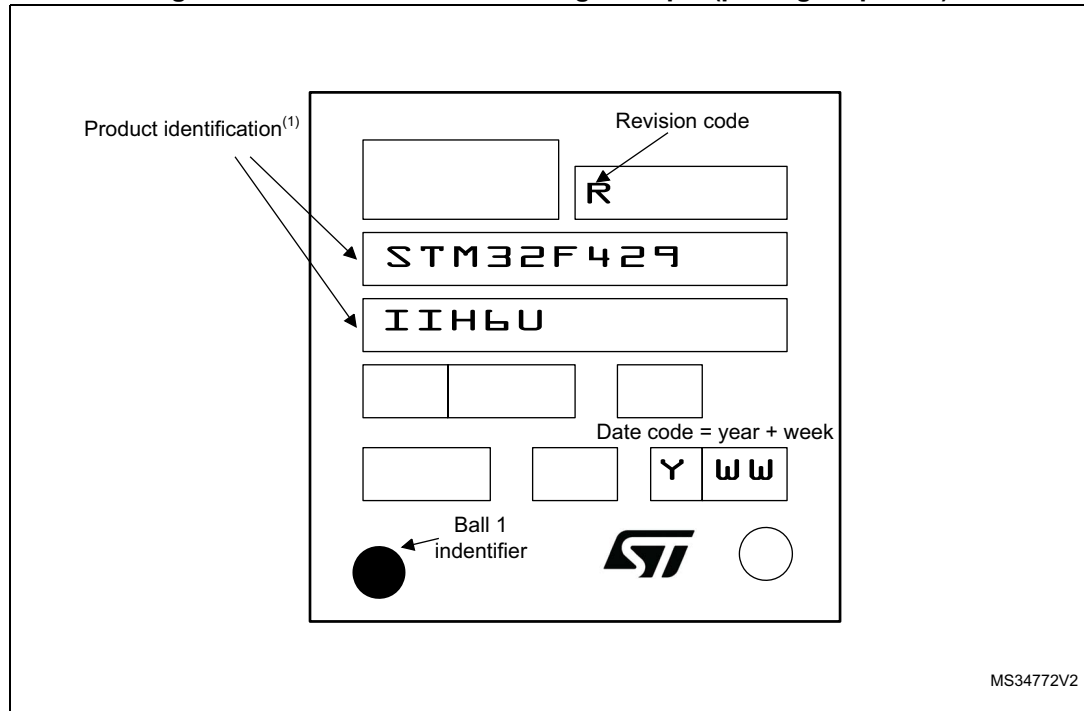 Product identification(1)
Revision code
R
STM32F429
IIH6U
Date code = year + week
Y WW
Ball 1
indentifier
ST
MS34772V2